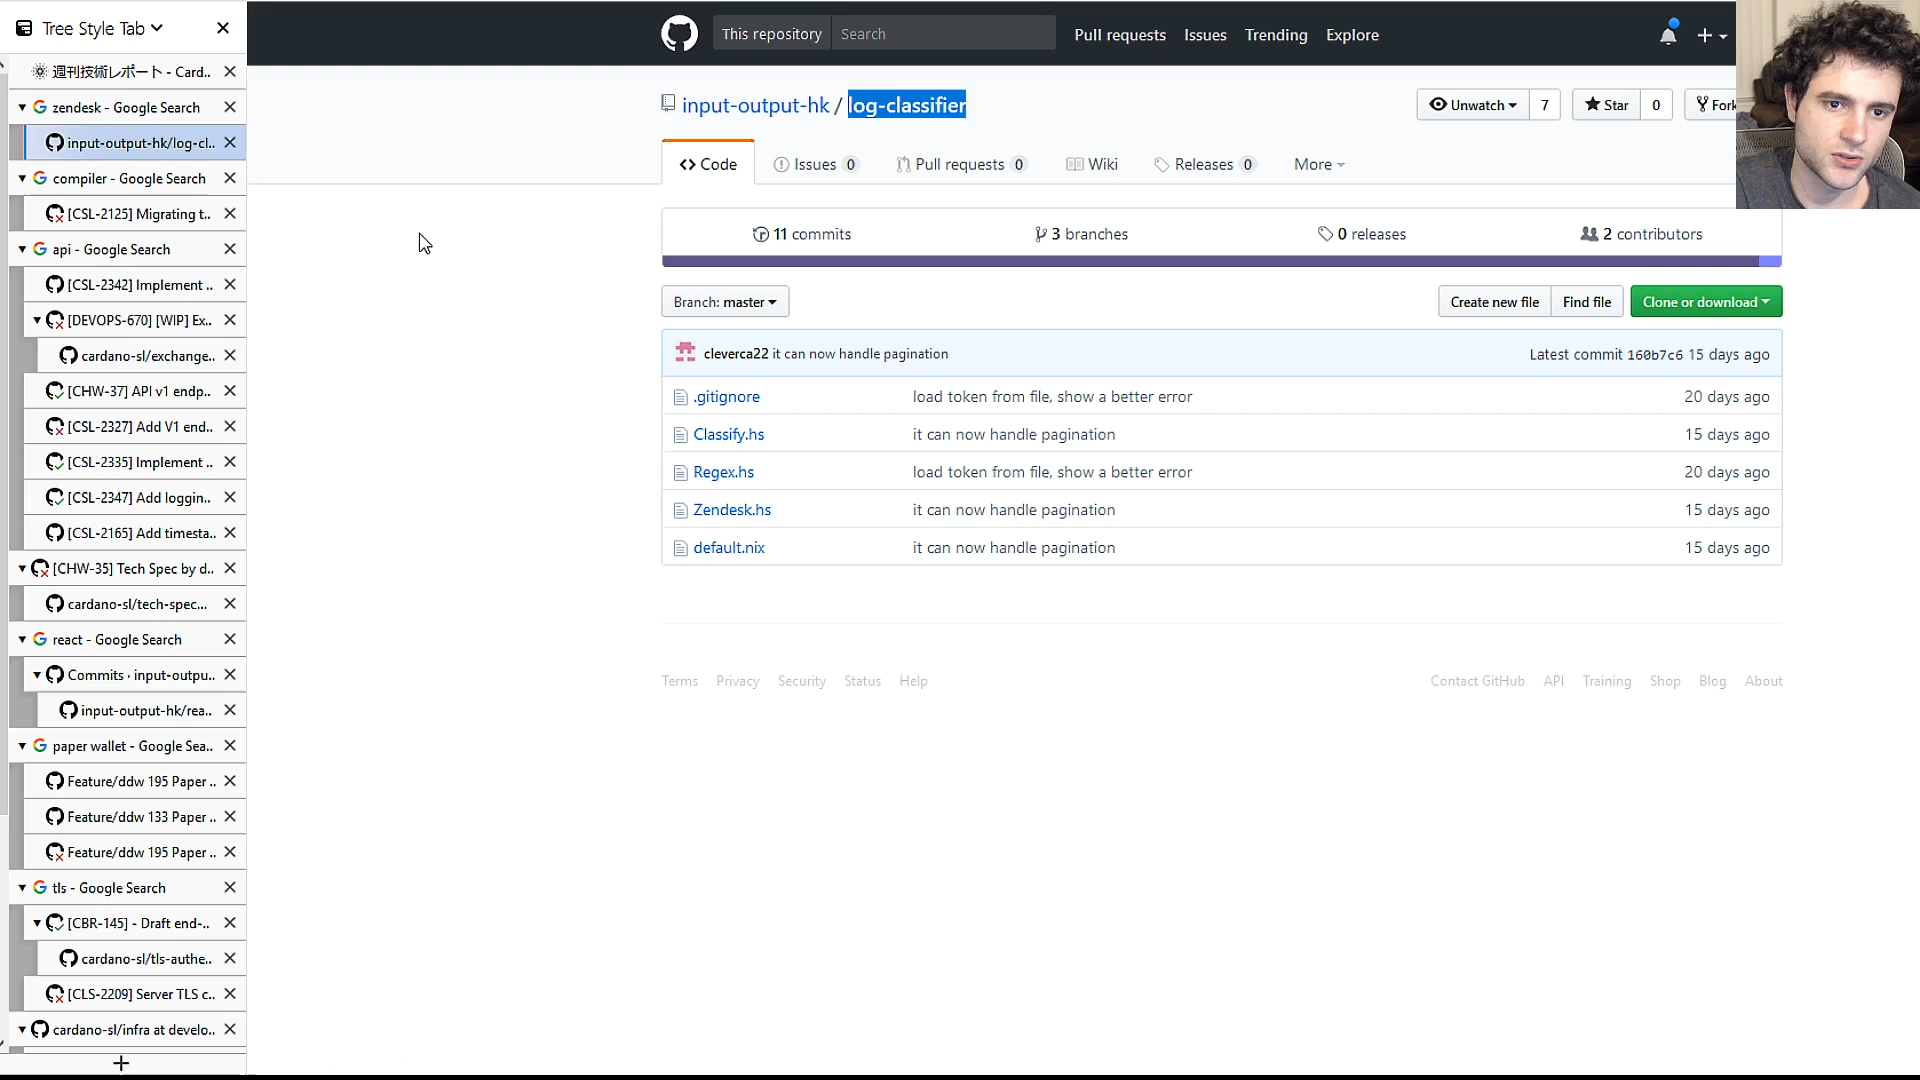 Tree Style Tab
週刊技術レポート - Card..
zendesk - Google Search
input-output-hk/log-cl..
compiler - Google Search
[CSL-2125] Migrating t..
api - Google Search
[CSL-2342] Implement ..
[DEVOPS-670] [WIP] Ex..
cardano-sl/exchange..
[CHW-37] API v1 endp..
[CSL-2327] Add V1 end..
[CSL-2335] Implement ..
[CSL-2347] Add loggin..
[CSL-2165] Add timesta..
[CHW-35] Tech Spec by d..
cardano-sl/tech-spec...
react - Google Search
Commits · input-outpu..
input-output-hk/rea..
paper wallet - Google Sea..
Feature/ddw 195 Paper ..
Feature/ddw 133 Paper ..
Feature/ddw 195 Paper ..
tls - Google Search
[CBR-145] - Draft end-..
cardano-sl/tls-authe..
[CLS-2209] Server TLS c..
cardano-sl/infra at develo..
This repository Search Pull requests Issues Trending Explore
input-output-hk / log-classifier
Unwatch 7 Star 0 Fork
Code Issues 0 Pull requests 0 Wiki Releases 0 More
11 commits 3 branches 0 releases 2 contributors
Branch: master Create new file Find file Clone or download
cleverca22 it can now handle pagination Latest commit 160b7c6 15 days ago
.gitignore load token from file, show a better error 20 days ago
Classify.hs it can now handle pagination 15 days ago
Regex.hs load token from file, show a better error 20 days ago
Zendesk.hs it can now handle pagination 15 days ago
default.nix it can now handle pagination 15 days ago
Terms Privacy Security Status Help Contact GitHub API Training Shop Blog About